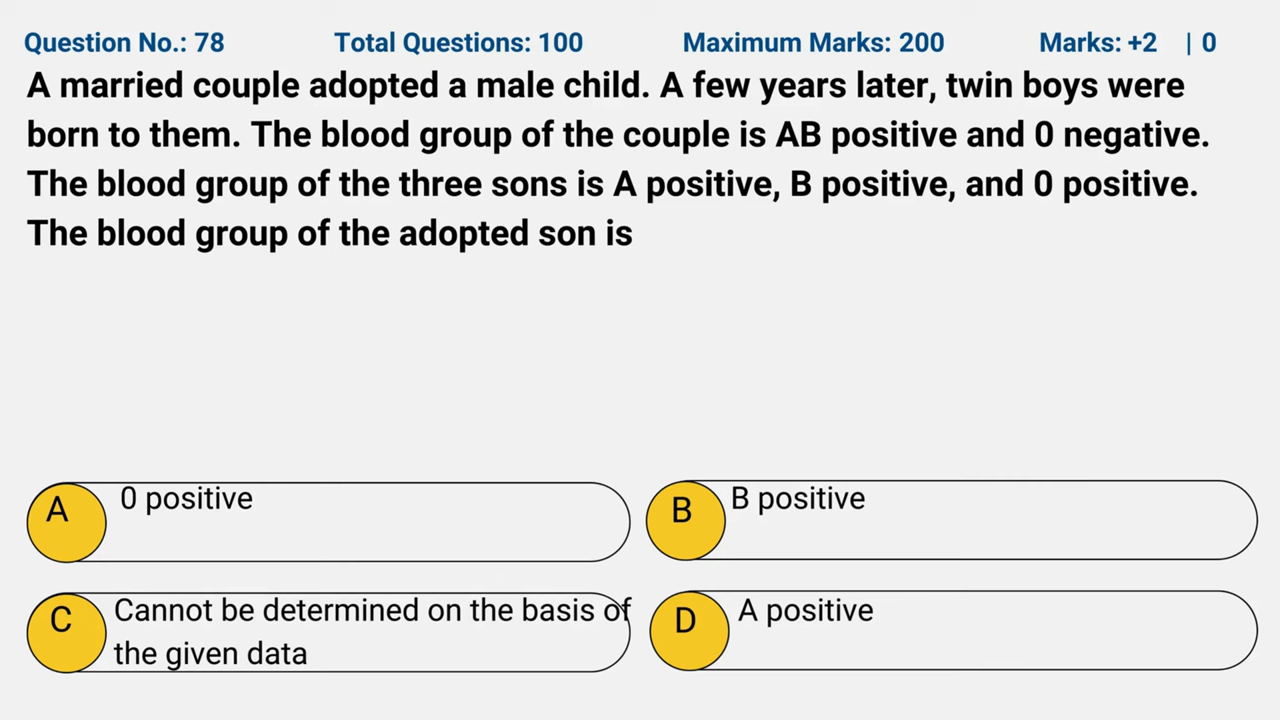 Question No.: 78 Total Questions: 100 Maximum Marks: 200 Marks: +2 | 0
A married couple adopted a male child. A few years later, twin boys were
born to them. The blood group of the couple is AB positive and 0 negative.
The blood group of the three sons is A positive, B positive, and 0 positive.
The blood group of the adopted son is
A 0 positive
B B positive
C Cannot be determined on the basis of
the given data
D A positive